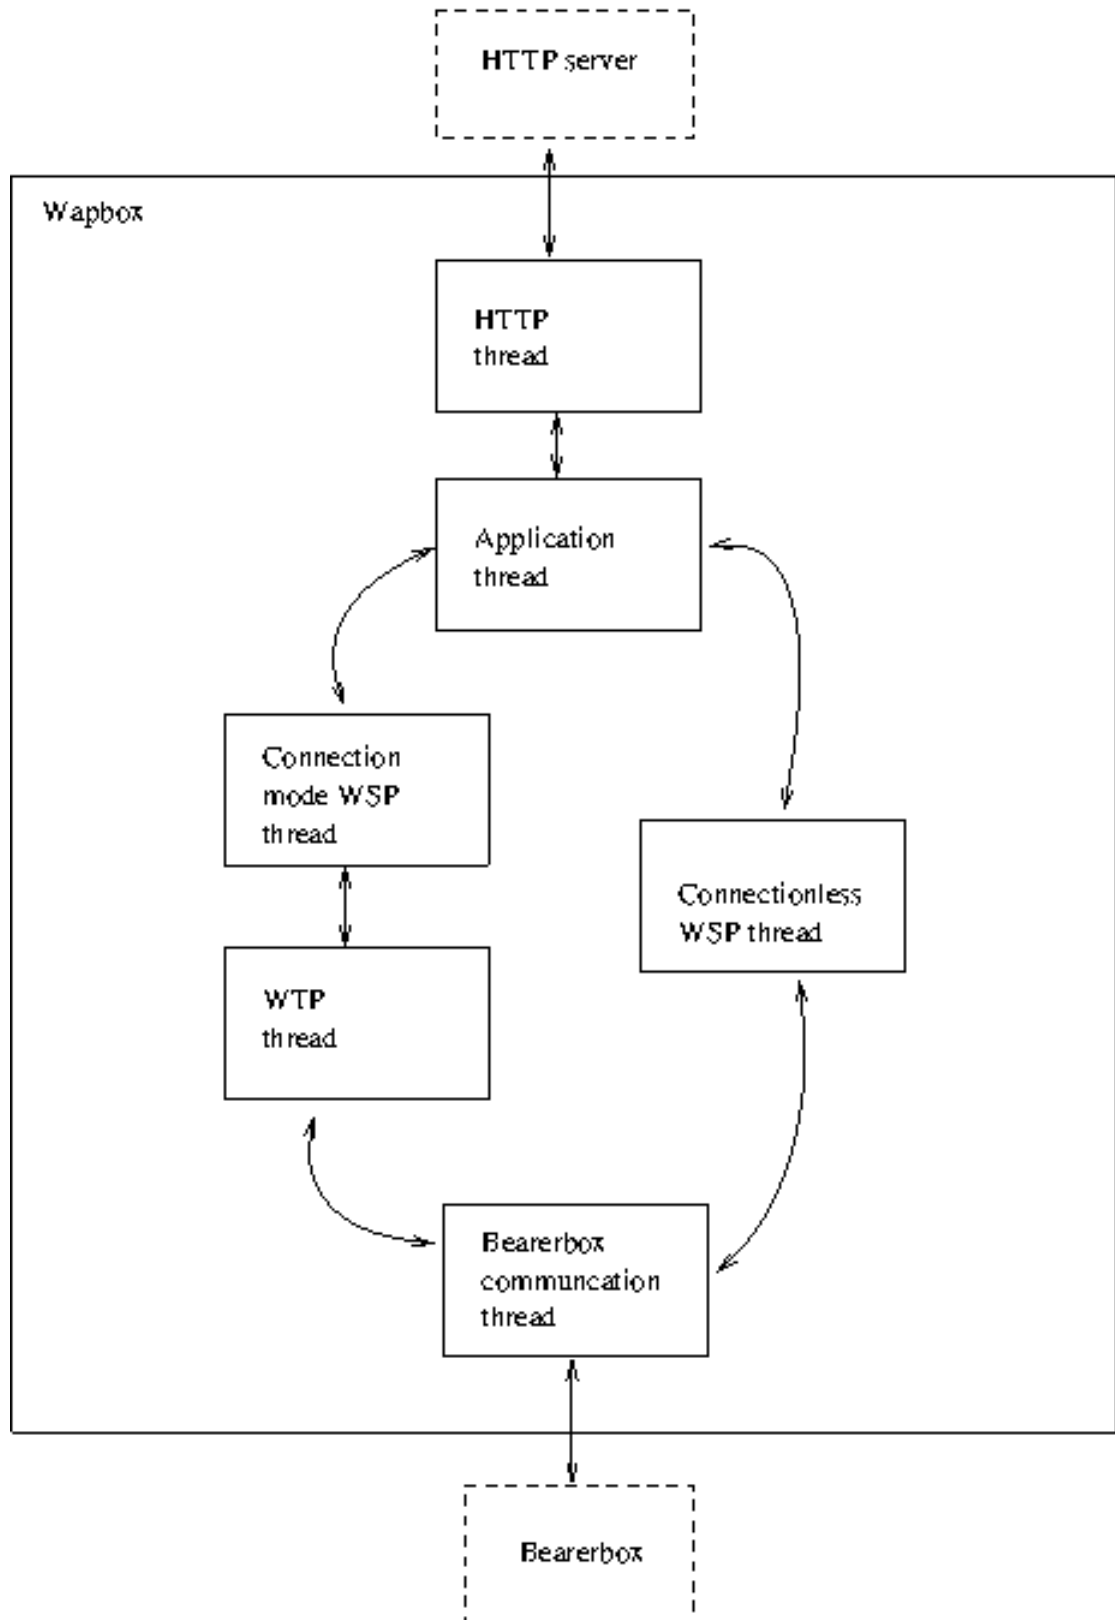 HTTP server
Wapbox
HTTP
thread
Application
thread
Connection
mode WSP
thread
Connectionless
WSP thread
WTP
thread
Bearerbox
communcation
thread
Bearerbox